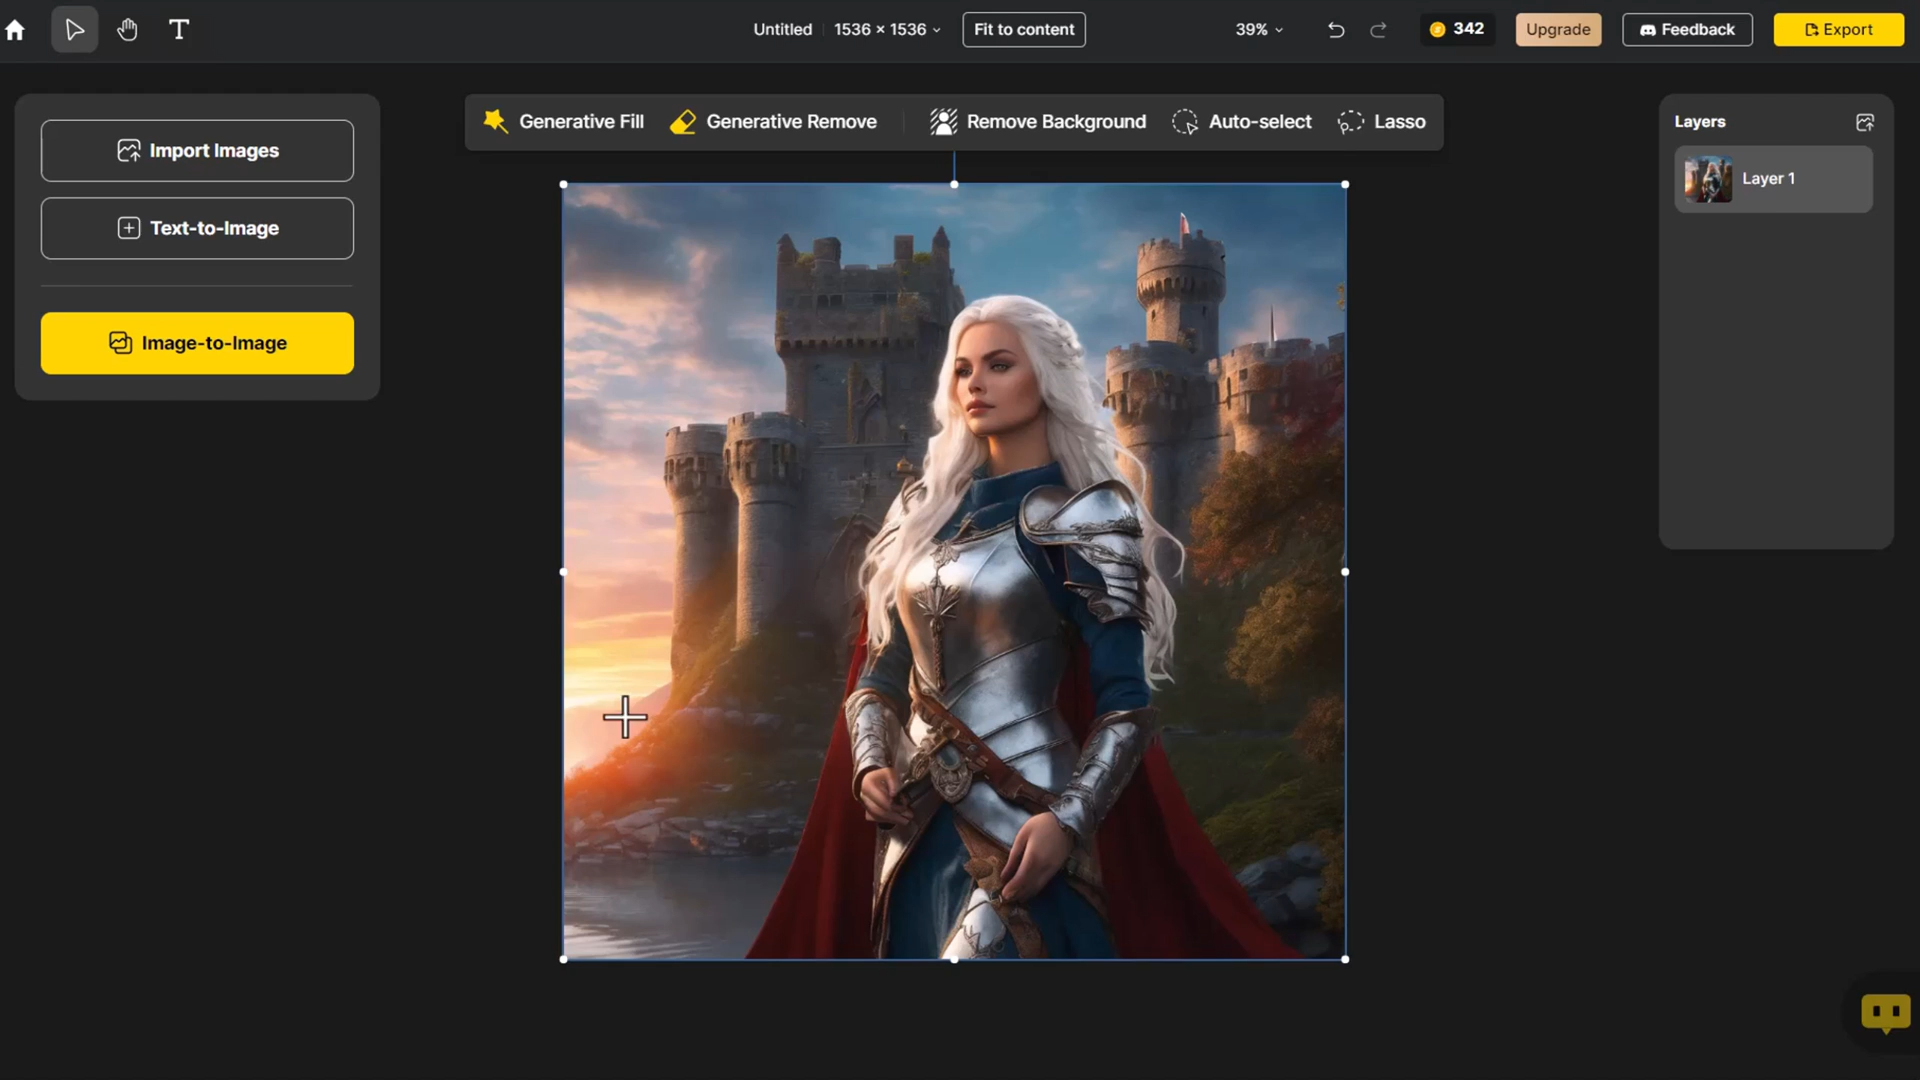 Untitled
1536 × 1536
Fit to content
39%
342
Upgrade
Feedback
Export
Import Images
Text-to-Image
Image-to-Image
Generative Fill
Generative Remove
Remove Background
Auto-select
Lasso
Layers
Layer 1